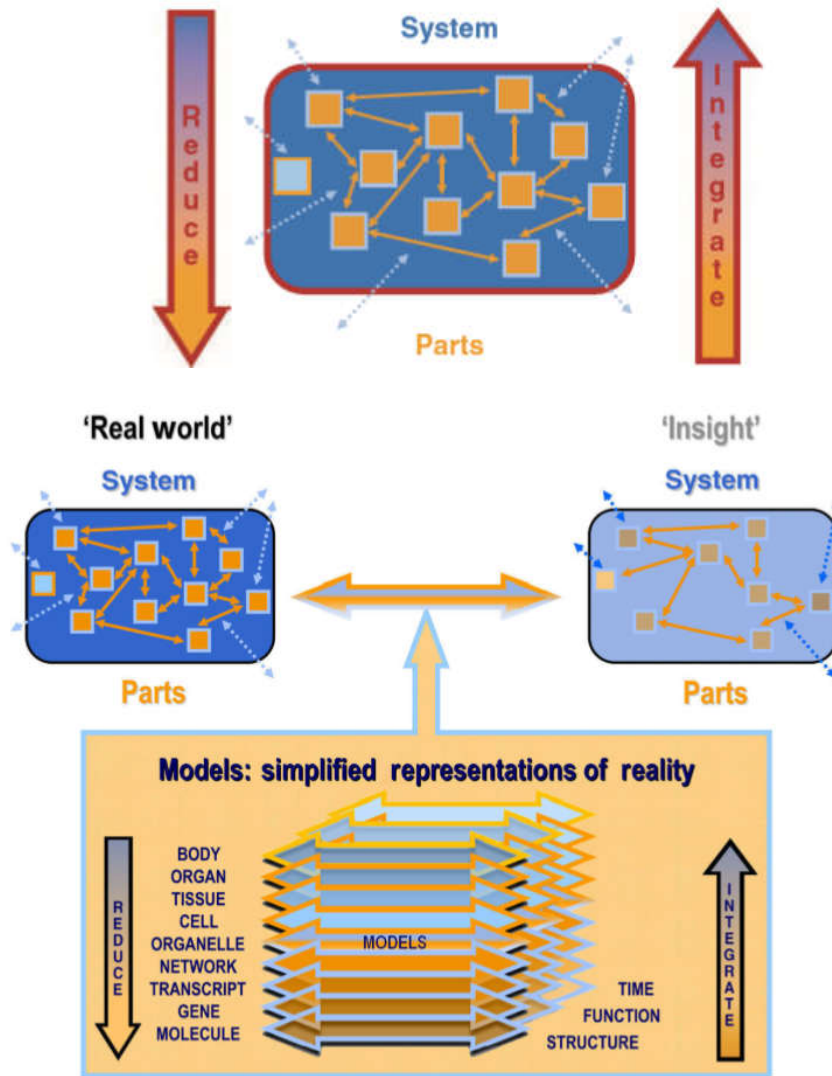 System
Reduce
Integrate
Parts
‘Real world’
‘Insight’
System
System
Parts
Parts
Models: simplified representations of reality
REDUCE
BODY
ORGAN
TISSUE
CELL
ORGANELLE
NETWORK
TRANSCRIPT
GENE
MOLECULE
MODELS
TIME
FUNCTION
STRUCTURE
INTEGRATE